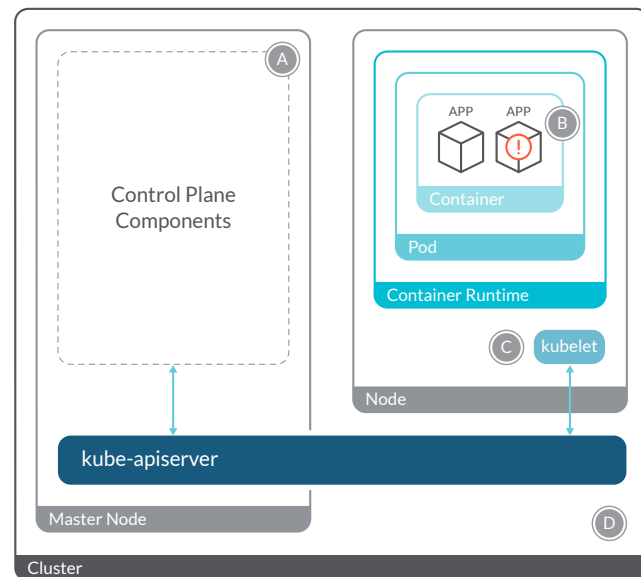 A
APP
APP
B
!
Container
Pod
Container Runtime
Control Plane
Components
C
kubelet
Node
kube-apiserver
Master Node
D
Cluster